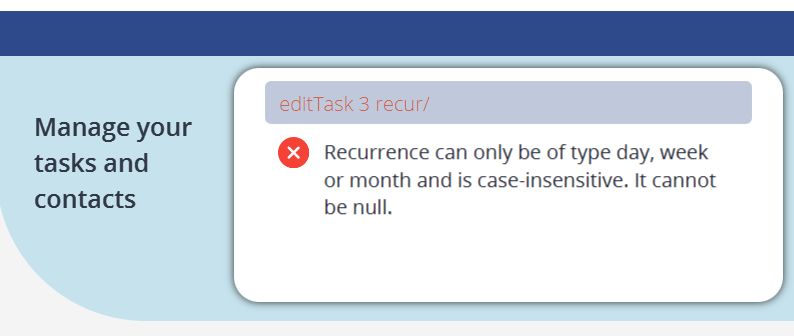 Manage your
tasks and
contacts
editTask 3 recur/
Recurrence can only be of type day, week
or month and is case-insensitive. It cannot
be null.